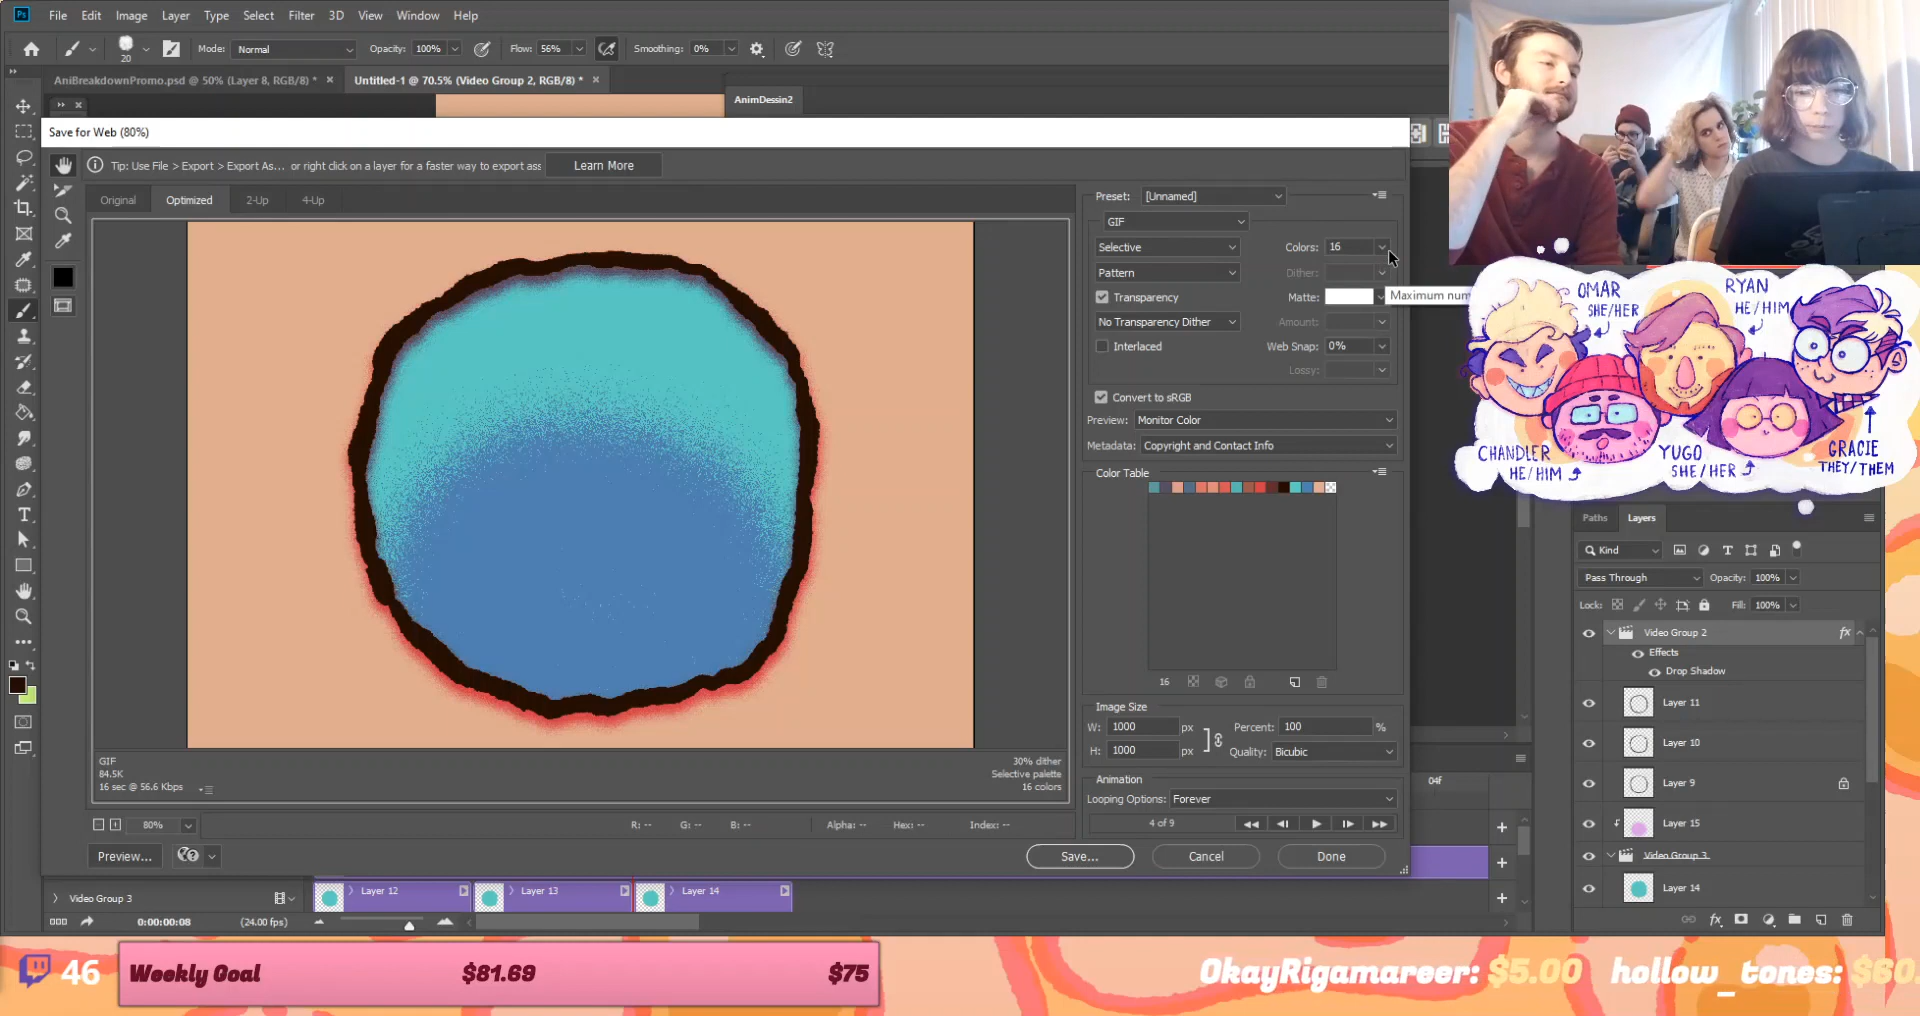 Ps File Edit Image Layer Type Select Filter 3D View Window Help
20 Mode: Normal Opacity: 100% Flow: 56% Smoothing: 0%
AniBreakdownPromo.psd @ 50% (Layer 8, RGB/8) * × Untitled-1 @ 70.5% (Video Group 2, RGB/8) * ×
AnimDessin2
Save for Web (80%)
Tip: Use File > Export > Export As... or right click on a layer for a faster way to export ass Learn More
Original Optimized 2-Up 4-Up
Preset: [Unnamed]
GIF
Selective Colors: 16
Pattern Dither:
Transparency Matte:
Maximum num
No Transparency Dither Amount:
Interlaced Web Snap: 0%
Lossy:
Convert to sRGB
Preview: Monitor Color
Metadata: Copyright and Contact Info
Color Table
16
Image Size
W: 1000 px Percent: 100 %
H: 1000 px Quality: Bicubic
Animation
Looping Options: Forever
4 of 9
GIF
84.5K
16 sec @ 56.6 Kbps
30% dither
Selective palette
16 colors
80% R: -- G: -- B: -- Alpha: -- Hex: -- Index: --
Preview... Save... Cancel Done
OMAR
SHE/HER
RYAN
HE/HIM
CHANDLER
HE/HIM
YUGO
SHE/HER
GRACIE
THEY/THEM
Paths Layers
Kind
Pass Through Opacity: 100%
Lock: Fill: 100%
Video Group 2 fx
Effects
Drop Shadow
Layer 11
Layer 10
Layer 9
Layer 15
Video Group 3
Layer 14
fx
04f
Video Group 3 Layer 12 Layer 13 Layer 14
0:00:00:08 (24.00 fps)
46 Weekly Goal $81.69 $75
OkayRigamareer: $5.00 hollow_tones: $60.